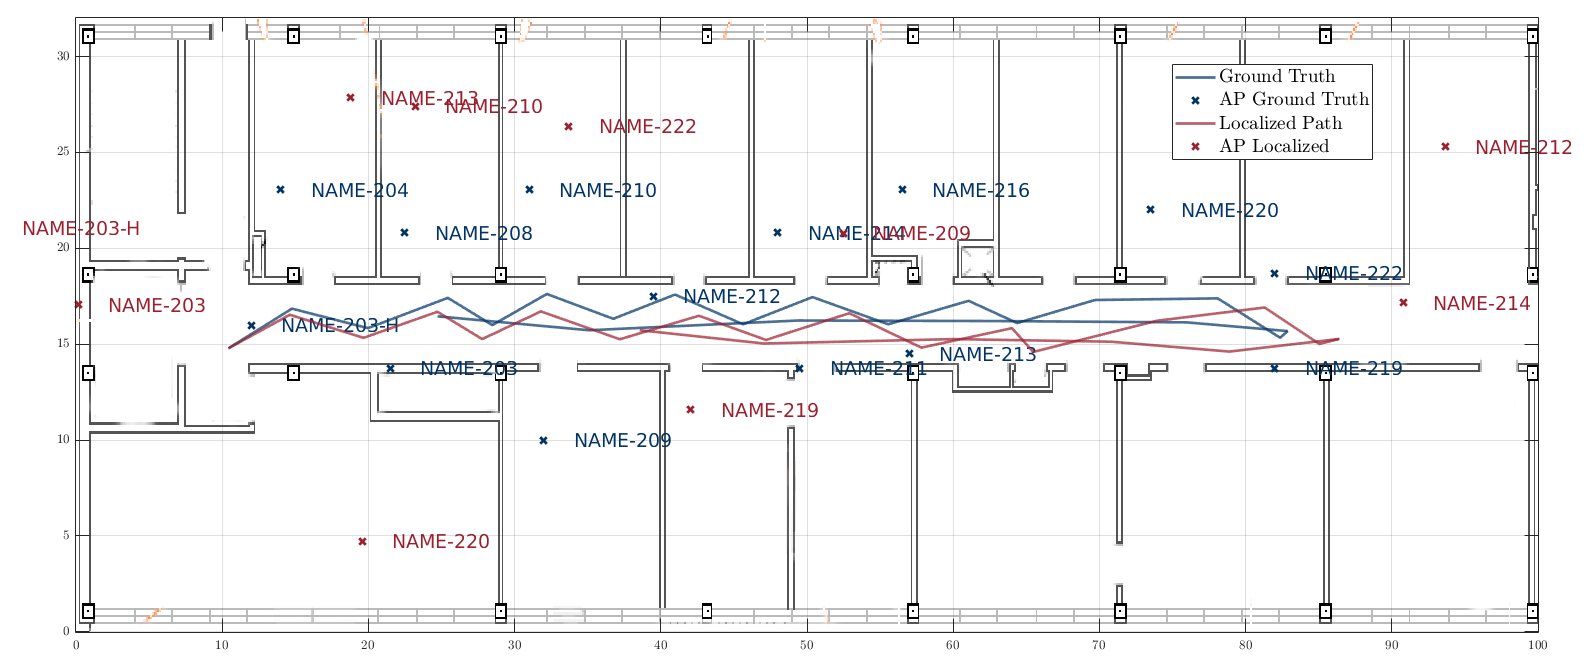 30
NAME-213
NAME-210
NAME-222
Ground Truth
AP Ground Truth
Localized Path
AP Localized
25
NAME-212
NAME-204
NAME-210
NAME-216
NAME-220
20
NAME-203-H
NAME-208
NAME-214
NAME-209
NAME-222
NAME-203
NAME-212
NAME-214
15
NAME-203-H
NAME-213
NAME-203
NAME-211
NAME-219
10
NAME-219
NAME-209
5
NAME-220
0
0 10 20 30 40 50 60 70 80 90 100